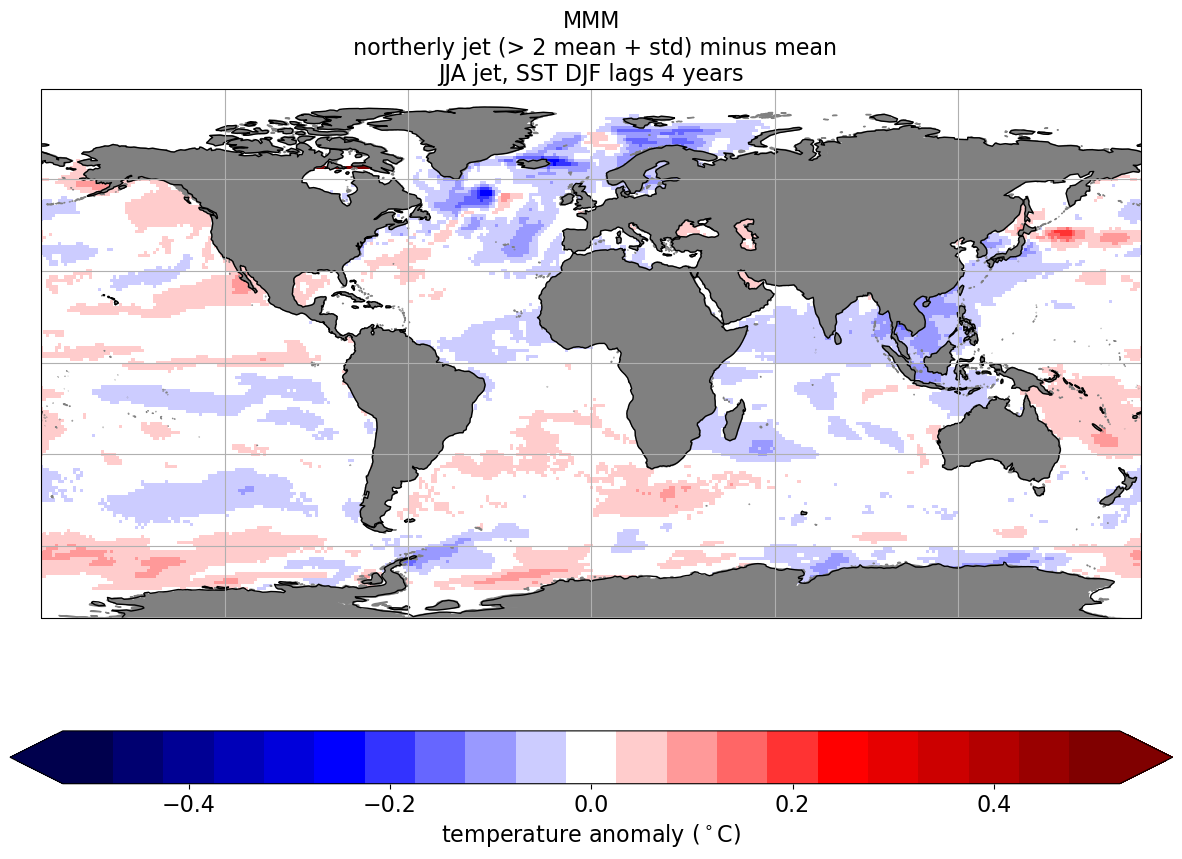 MMM
northerly jet (> 2 mean + std) minus mean
JJA jet, SST DJF lags 4 years
−0.4 −0.2 0.0 0.2 0.4
temperature anomaly (°C)